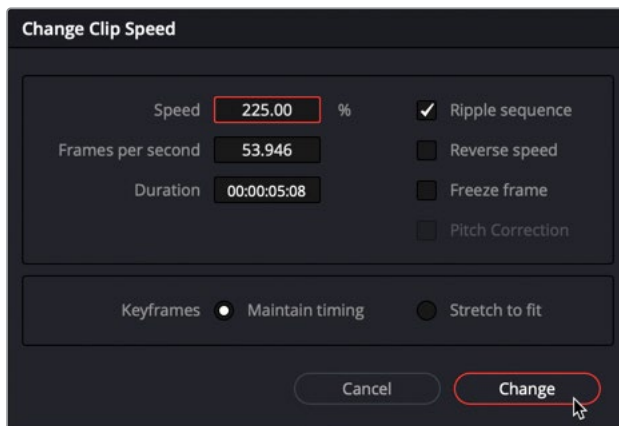 Change Clip Speed
Speed 225.00 % Ripple sequence
Frames per second 53.946 Reverse speed
Duration 00:00:05:08 Freeze frame
Pitch Correction
Keyframes Maintain timing Stretch to fit
Cancel Change